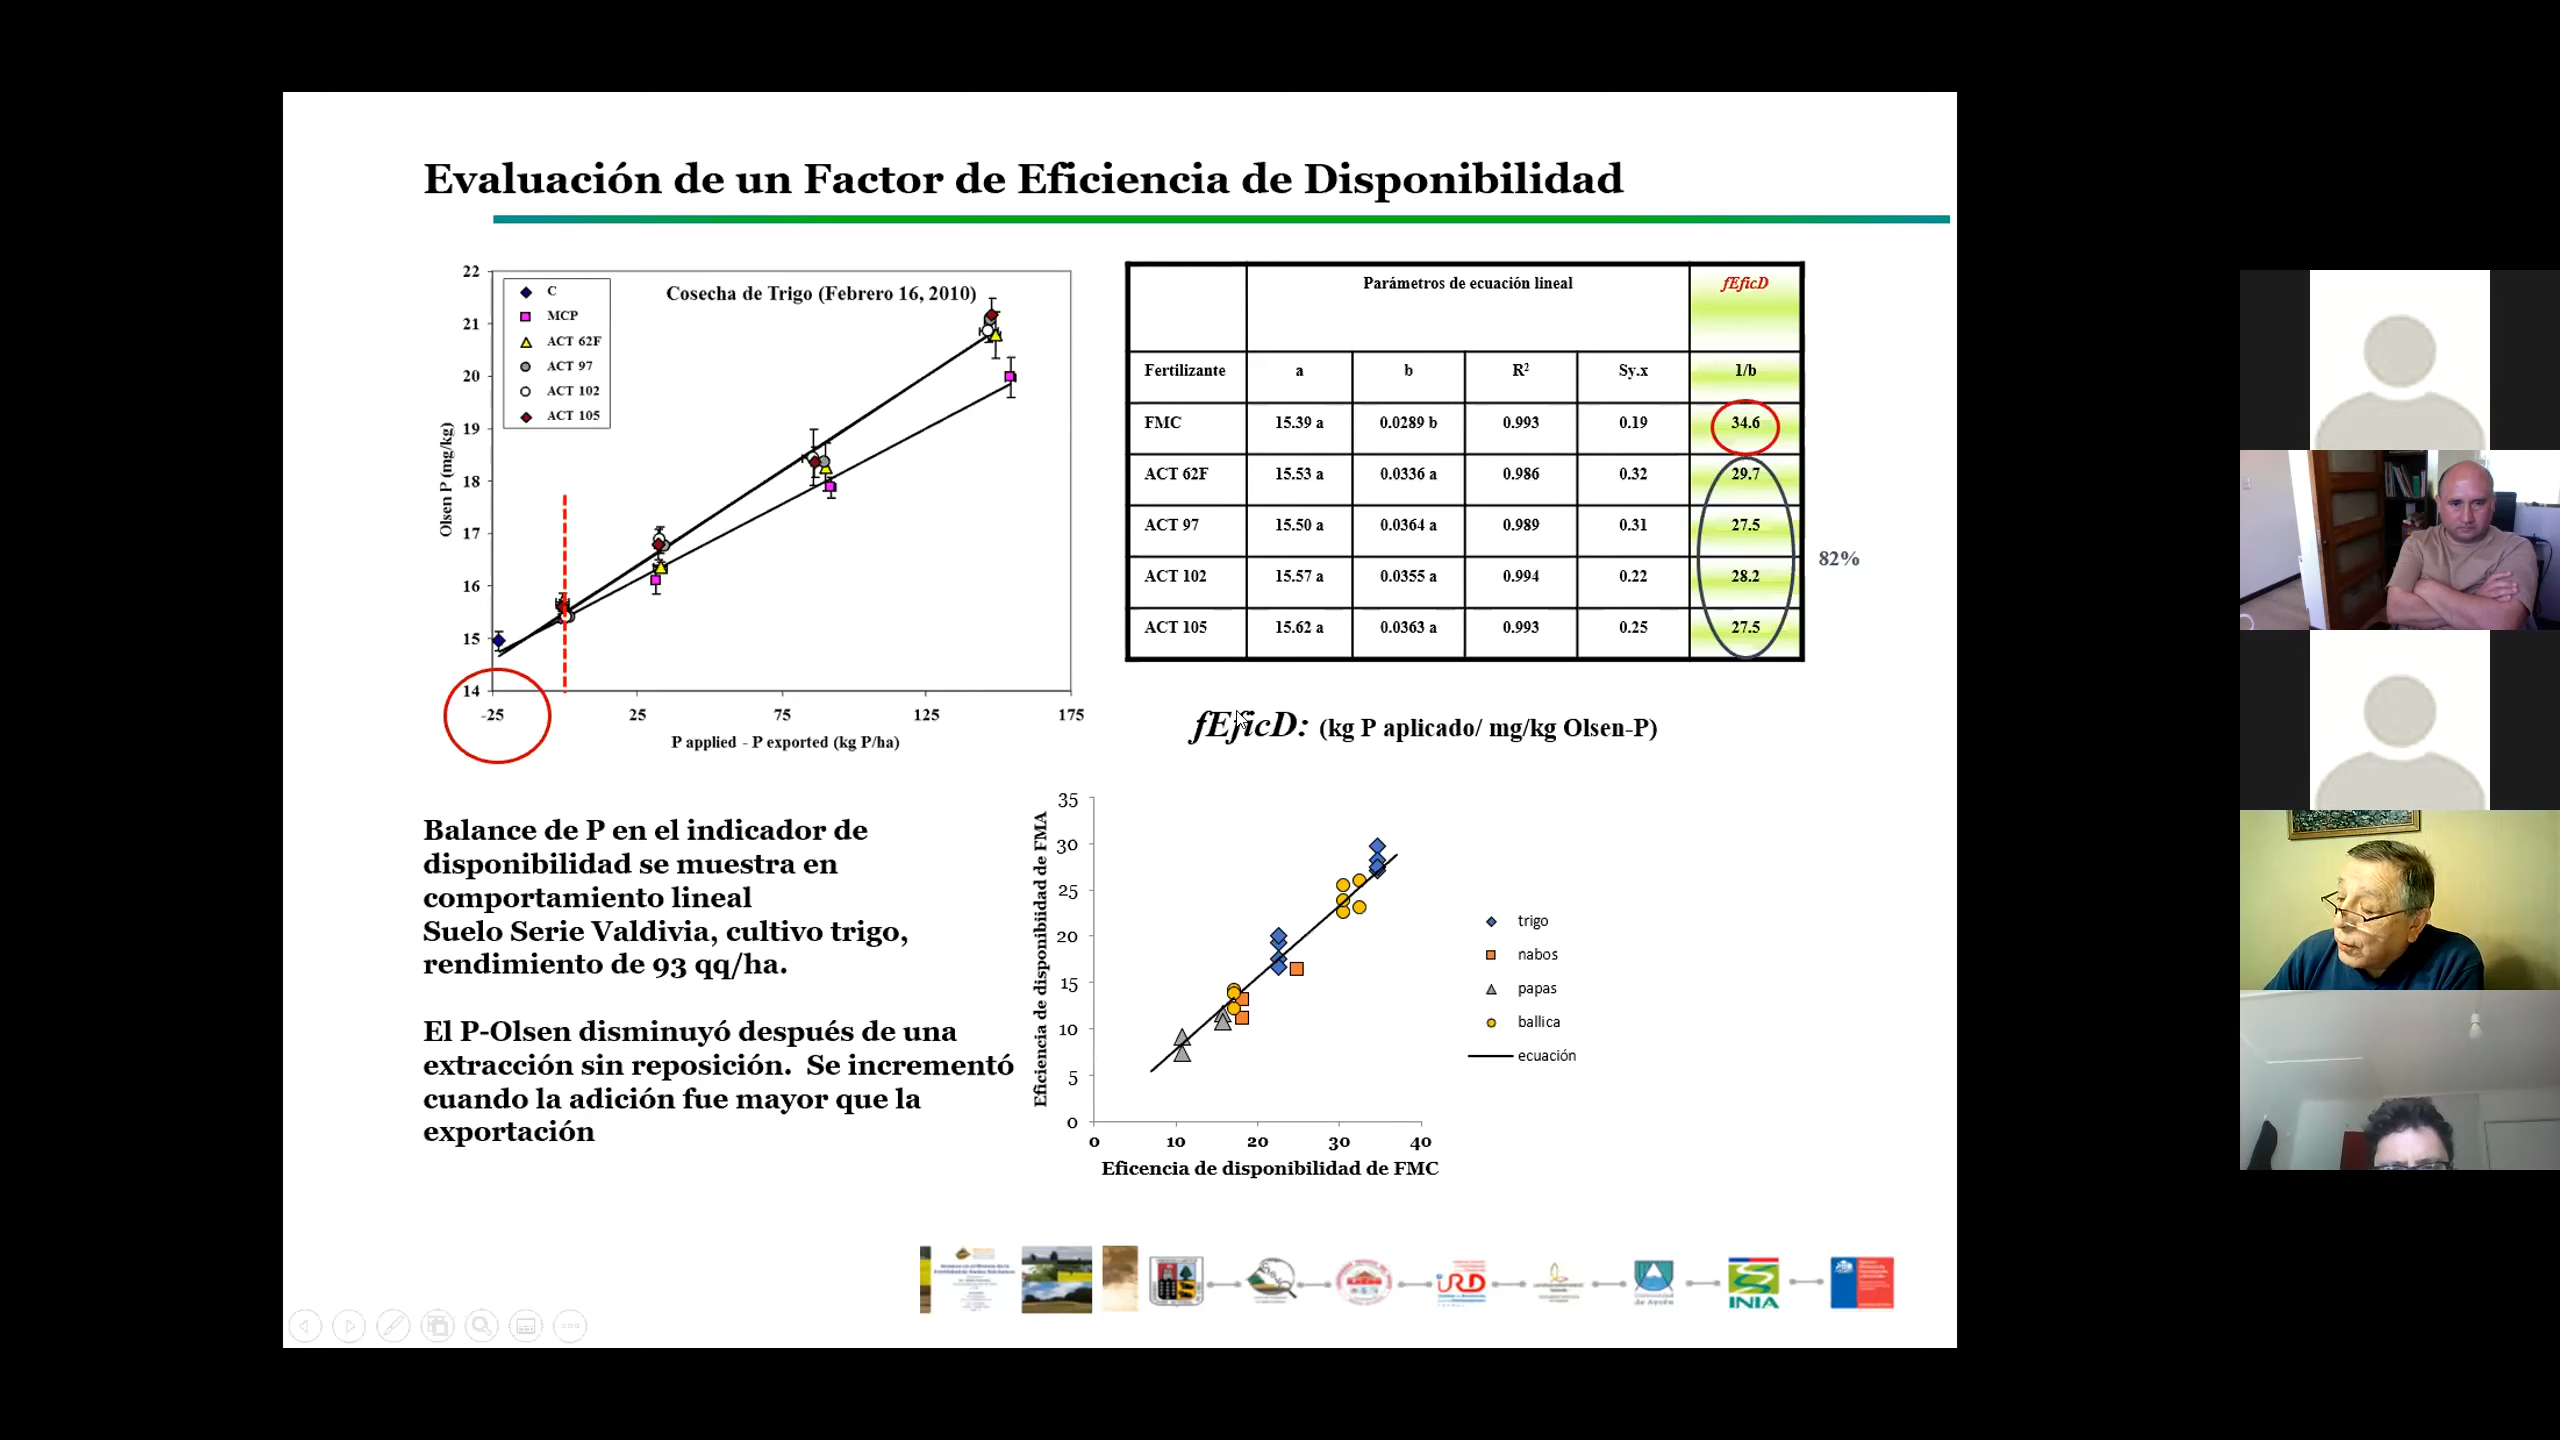 Evaluación de un Factor de Eficiencia de Disponibilidad
Cosecha de Trigo (Febrero 16, 2010)
C
MCP
ACT 62F
ACT 97
ACT 102
ACT 105
22
21
20
19
18
17
16
15
14
Olsen P (mg/kg)
-25
25
75
125
175
P applied - P exported (kg P/ha)
Parámetros de ecuación lineal
fEficD
Fertilizante a b R² Sy.x 1/b
FMC 15.39 a 0.0289 b 0.993 0.19 34.6
ACT 62F 15.53 a 0.0336 a 0.986 0.32 29.7
ACT 97 15.50 a 0.0364 a 0.989 0.31 27.5
ACT 102 15.57 a 0.0355 a 0.994 0.22 28.2
ACT 105 15.62 a 0.0363 a 0.993 0.25 27.5
82%
fEficD: (kg P aplicado/ mg/kg Olsen-P)
Balance de P en el indicador de
disponibilidad se muestra en
comportamiento lineal
Suelo Serie Valdivia, cultivo trigo,
rendimiento de 93 qq/ha.
El P-Olsen disminuyó después de una
extracción sin reposición. Se incrementó
cuando la adición fue mayor que la
exportación
35
30
25
20
15
10
5
0
Eficiencia de disponibiidad de FMA
0
10
20
30
40
Eficencia de disponibilidad de FMC
trigo
nabos
papas
ballica
ecuación
iRD
INIA